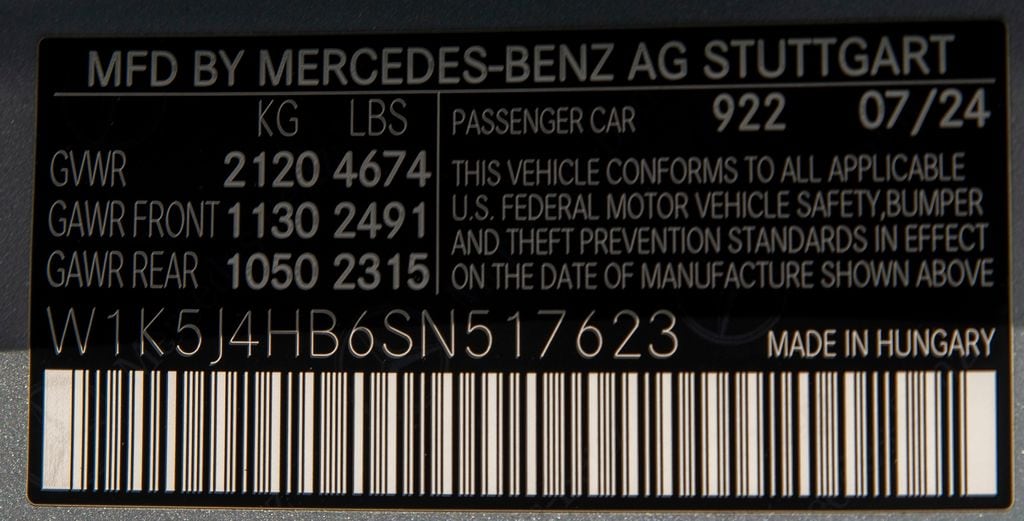 MFD BY MERCEDES-BENZ AG STUTTGART
KG LBS
GVWR 2120 4674
GAWR FRONT 1130 2491
GAWR REAR 1050 2315
PASSENGER CAR 922 07/24
THIS VEHICLE CONFORMS TO ALL APPLICABLE
U.S. FEDERAL MOTOR VEHICLE SAFETY,BUMPER
AND THEFT PREVENTION STANDARDS IN EFFECT
ON THE DATE OF MANUFACTURE SHOWN ABOVE
W1K5J4HB6SN517623
MADE IN HUNGARY